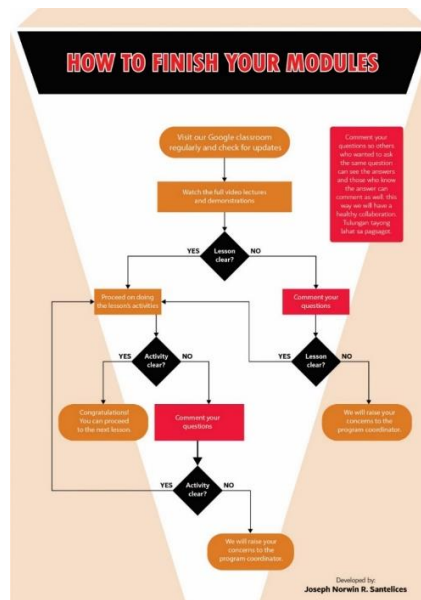 HOW TO FINISH YOUR MODULES
Visit our Google classroom
regularly and check for updates
Comment your
questions so others
who wanted to ask
the same question
can see the answers
and those who know
the answer can
comment as well. this
way we will have a
healthy collaboration.
Tulungan tayong
lahat sa pagsagot.
Watch the full video lectures
and demonstrations
YES
Lesson
clear?
NO
Proceed on doing
the lesson's activities
Comment your
questions
YES
Activity
clear?
NO
YES
Lesson
clear?
NO
Congratulations!
You can proceed
to the next lesson.
Comment your
questions
We will raise your
concerns to the
program coordinator.
YES
Activity
clear?
NO
We will raise your
concerns to the
program coordinator.
Developed by:
Joseph Norwin R. Santelices